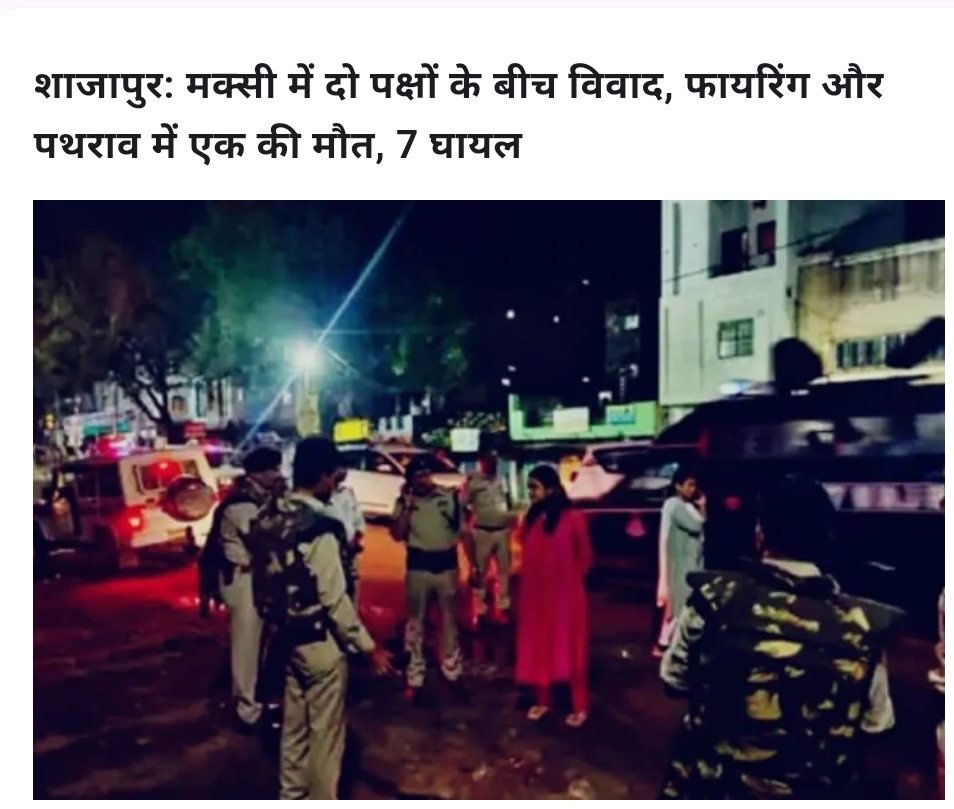 शाजापुर: मक्सी में दो पक्षों के बीच विवाद, फायरिंग और
पथराव में एक की मौत, 7 घायल